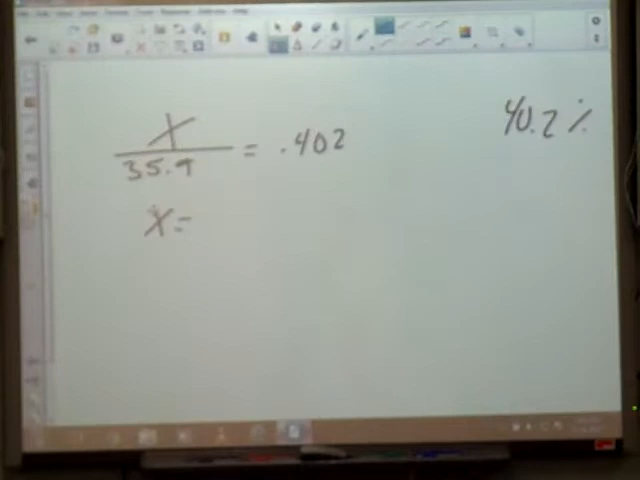 x
35.9 = .402
40.2%
x =